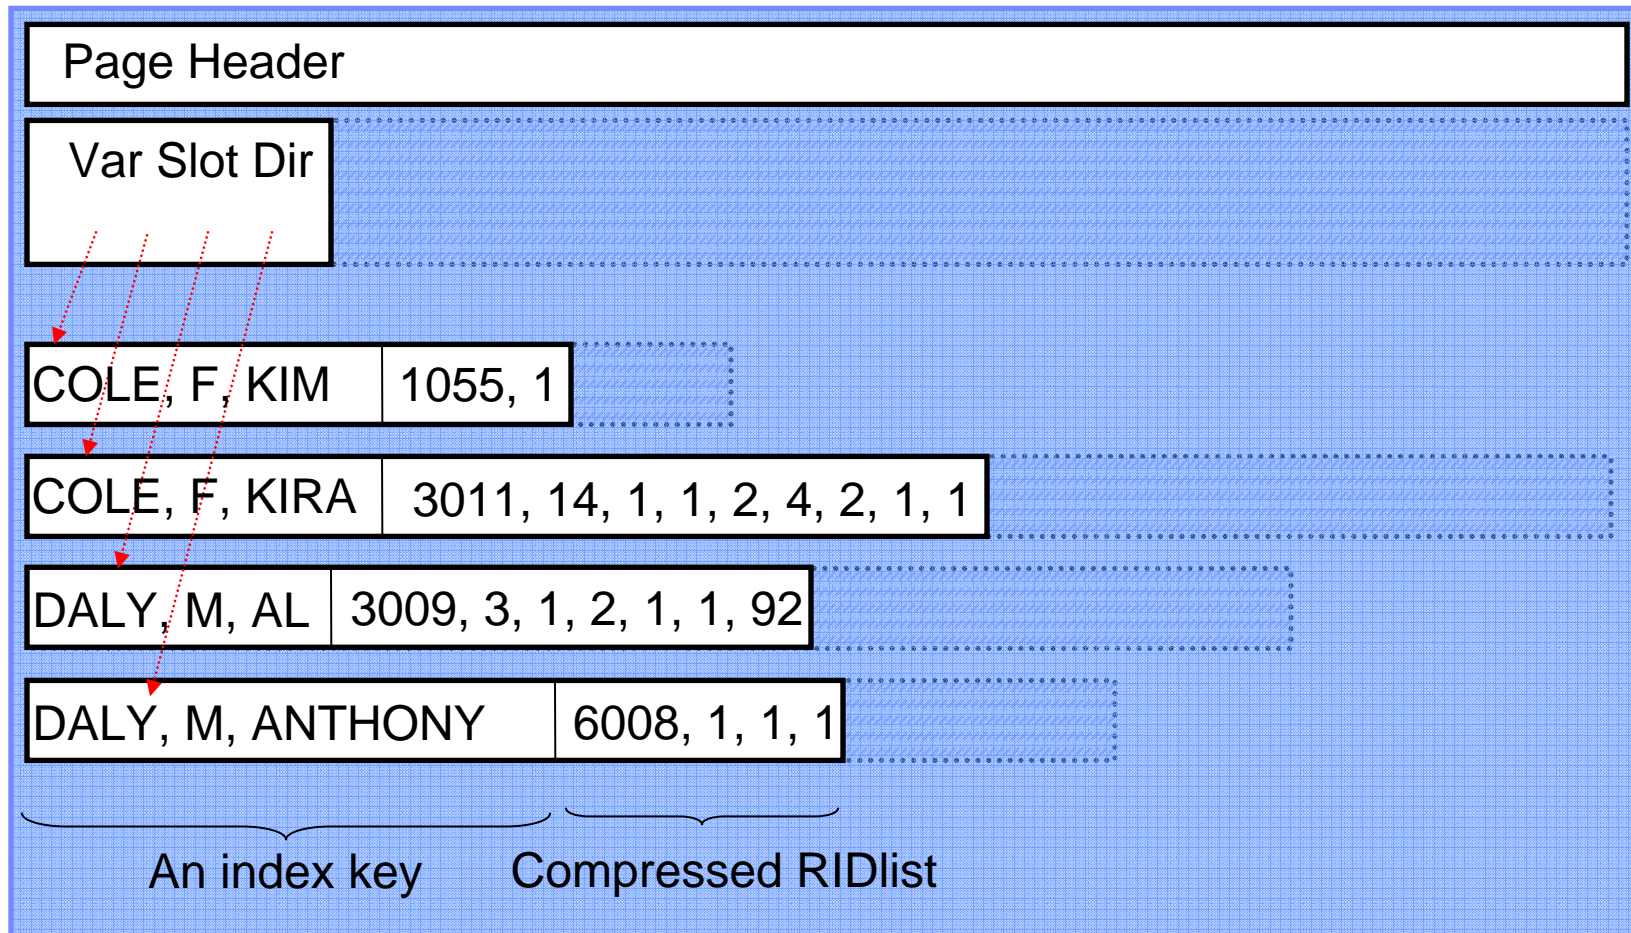 Page Header
Var Slot Dir
COLE, F, KIM 1055, 1
COLE, F, KIRA 3011, 14, 1, 1, 2, 4, 2, 1, 1
DALY, M, AL 3009, 3, 1, 2, 1, 1, 92
DALY, M, ANTHONY 6008, 1, 1, 1
An index key Compressed RIDlist